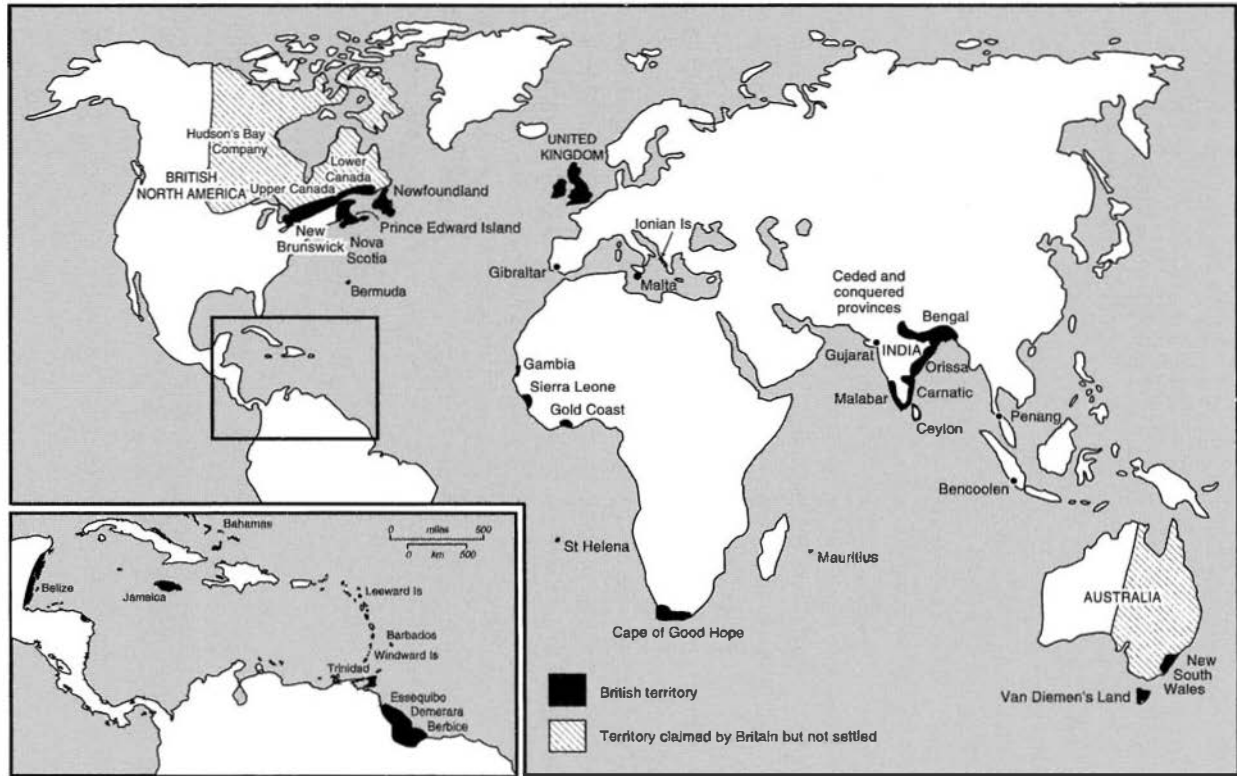 Hudson's Bay
Company
BRITISH
NORTH AMERICA
Lower
Canada
Upper Canada
Newfoundland
Prince Edward Island
New
Brunswick
Nova
Scotia
Bermuda
UNITED
KINGDOM
Ionian Is
Gibraltar
Malta
Ceded and
conquered
provinces
Bengal
Gujarat
INDIA
Orissa
Malabar
Carnatic
Ceylon
Penang
Bencoolen
Gambia
Sierra Leone
Gold Coast
St Helena
Mauritius
Cape of Good Hope
AUSTRALIA
New
South
Wales
Van Diemen's Land
Bahamas
0 miles 500
0 km 500
Belize
Jamaica
Leeward Is
Barbados
Windward Is
Trinidad
Essequibo
Demerara
Berbice
British territory
Territory claimed by Britain but not settled